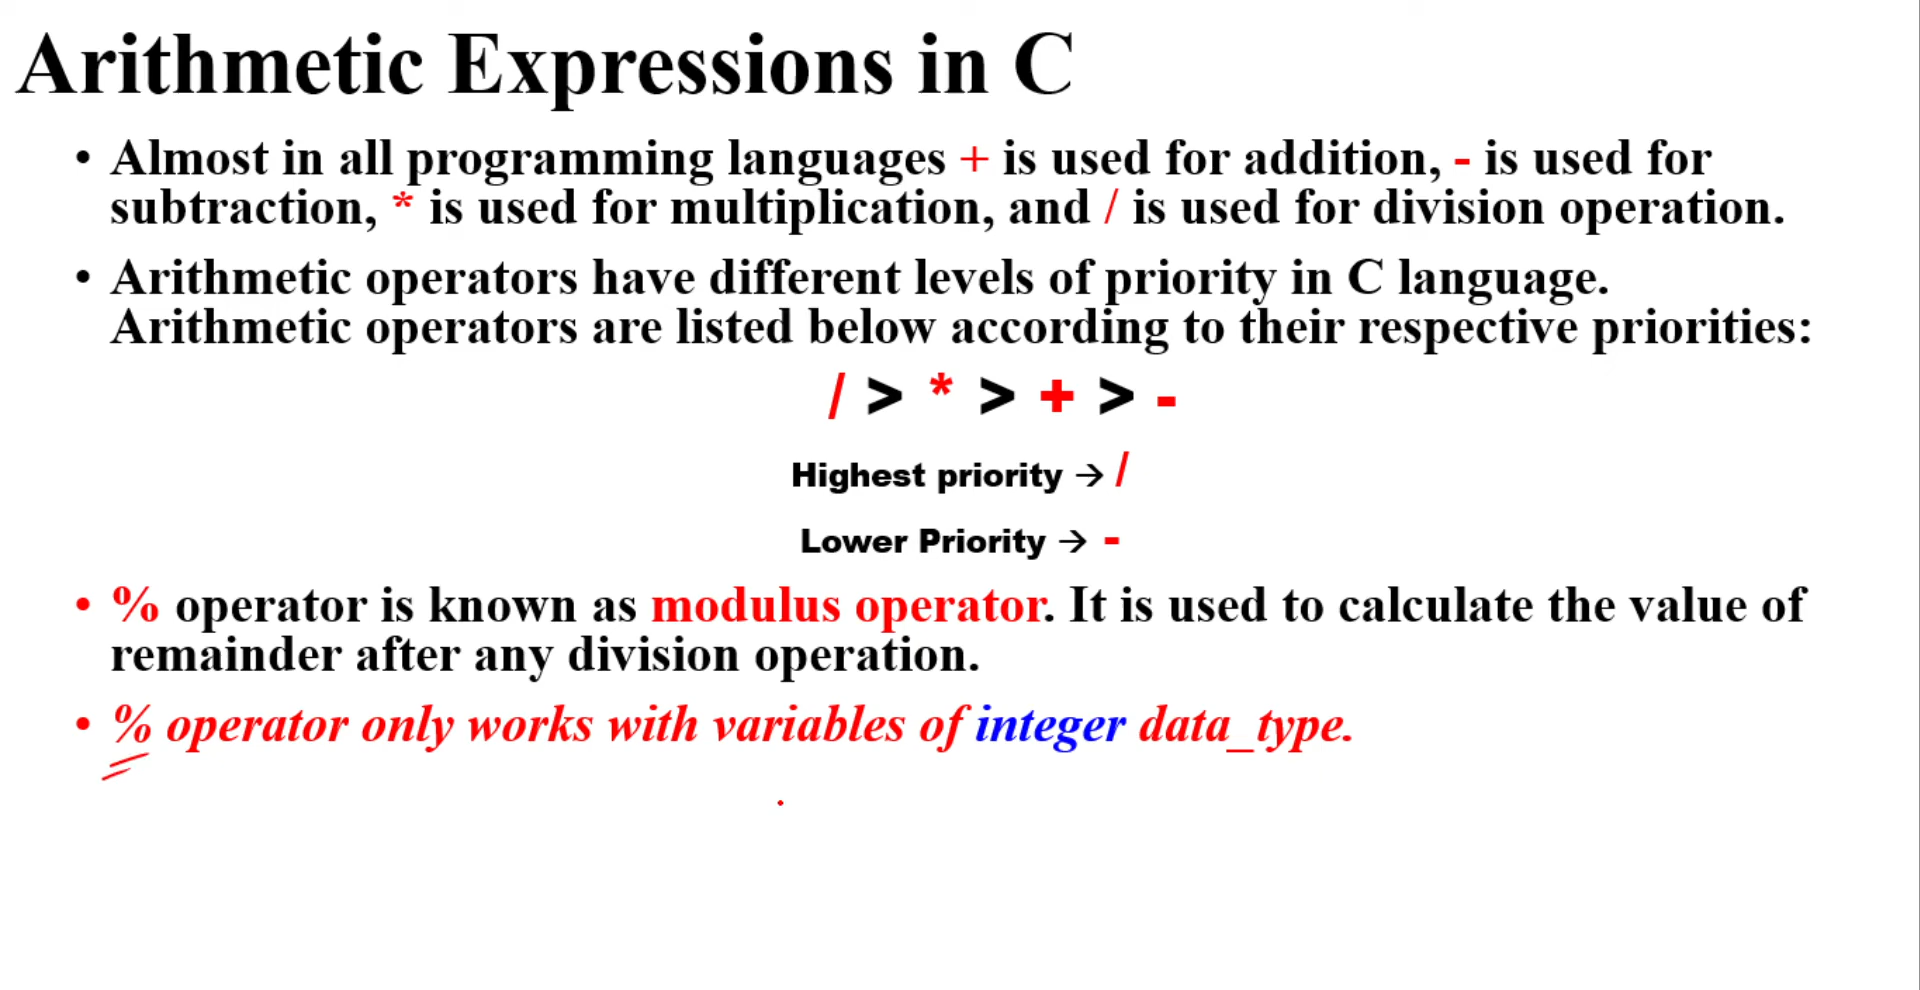 Arithmetic Expressions in C
• Almost in all programming languages + is used for addition, - is used for
subtraction, * is used for multiplication, and / is used for division operation.
• Arithmetic operators have different levels of priority in C language.
Arithmetic operators are listed below according to their respective priorities:
/ > * > + > -
Highest priority → /
Lower Priority → -
• % operator is known as modulus operator. It is used to calculate the value of
remainder after any division operation.
• % operator only works with variables of integer data_type.